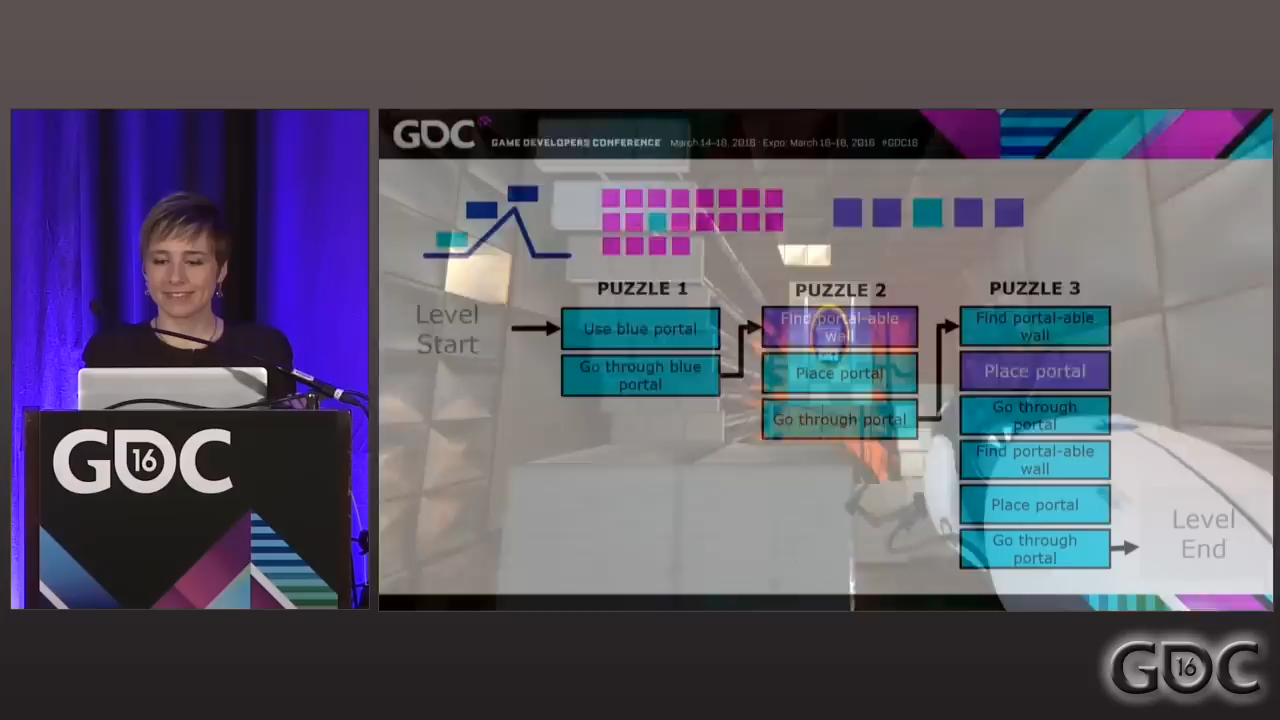 GDC
GAME DEVELOPERS CONFERENCE March 14–18, 2016 · Expo: March 16–18, 2016 #GDC16
PUZZLE 1
PUZZLE 2
PUZZLE 3
Level
Start
Use blue portal
Go through blue
portal
Find portal-able
wall
Place portal
Go through portal
Find portal-able
wall
Place portal
Go through
portal
Find portal-able
wall
Place portal
Go through
portal
Level
End
GDC
16
GDC
16